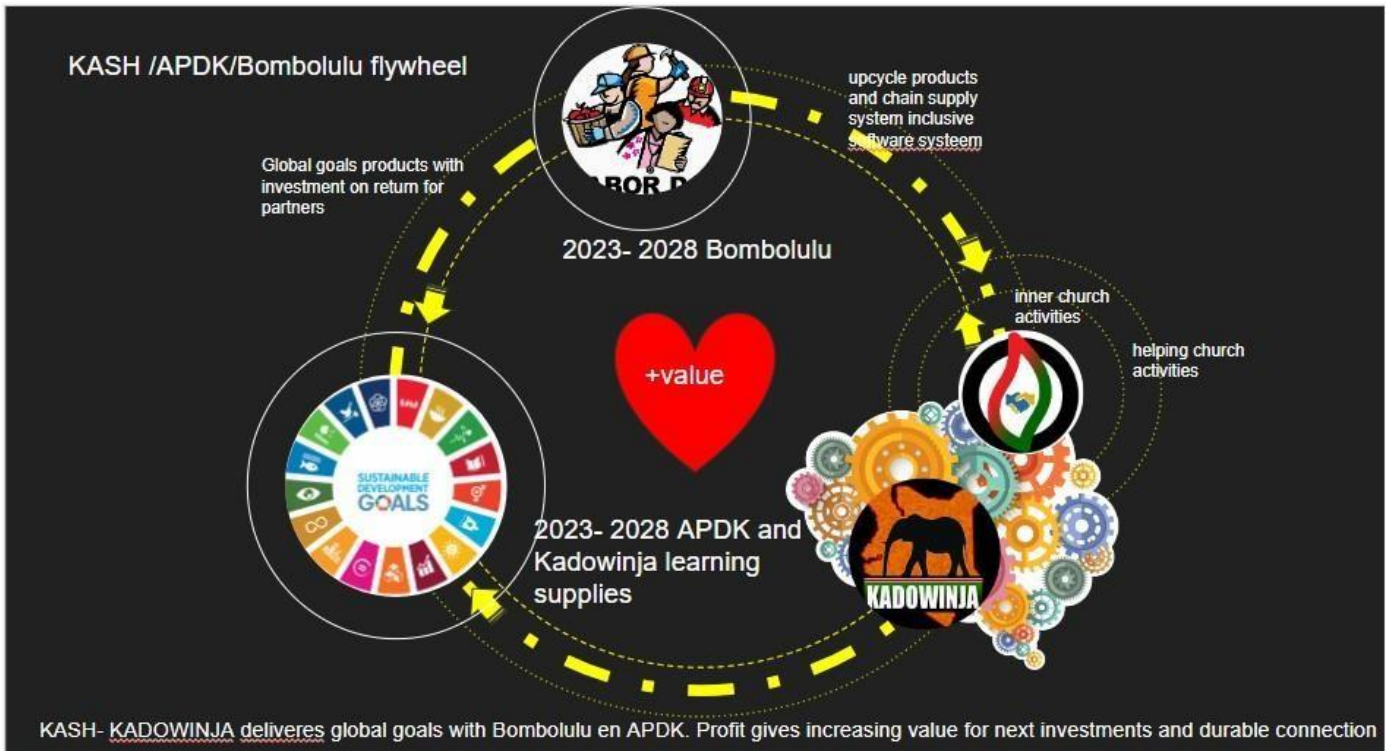 KASH /APDK/Bombolulu flywheel
upcycle products
and chain supply
system inclusive
software systeem
Global goals products with
investment on return for
partners
ABOR D
2023- 2028 Bombolulu
inner church
activities
helping church
activities
+value
SUSTAINABLE
DEVELOPMENT
GOALS
2023- 2028 APDK and
Kadowinja learning
supplies
KADOWINJA
KASH- KADOWINJA deliveres global goals with Bombolulu en APDK. Profit gives increasing value for next investments and durable connection